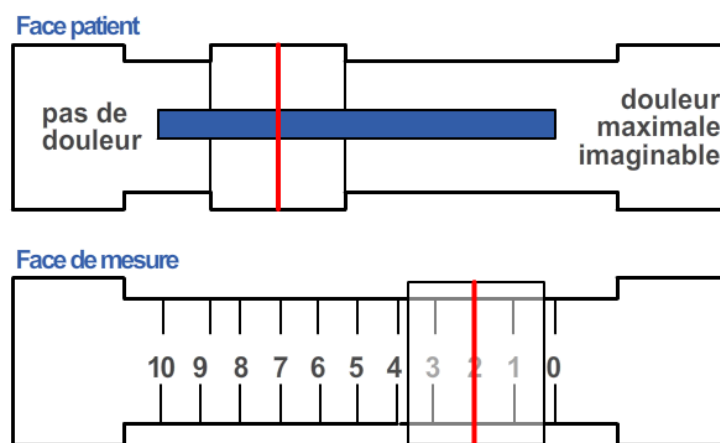 Face patient
pas de
douleur
douleur
maximale
imaginable
Face de mesure
10 9 8 7 6 5 4 3 2 1 0